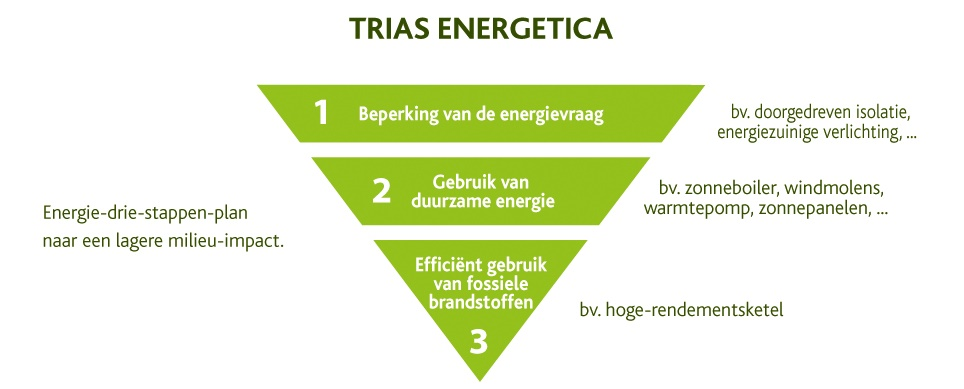 TRIAS ENERGETICA
1 Beperking van de energievraag
bv. doorgedreven isolatie,
energiezuinige verlichting, ...
2 Gebruik van
duurzame energie
bv. zonneboiler, windmolens,
warmtepomp, zonnepanelen, ...
Energie-drie-stappen-plan
naar een lagere milieu-impact.
Efficiënt gebruik
van fossiele
brandstoffen
3
bv. hoge-rendementsketel